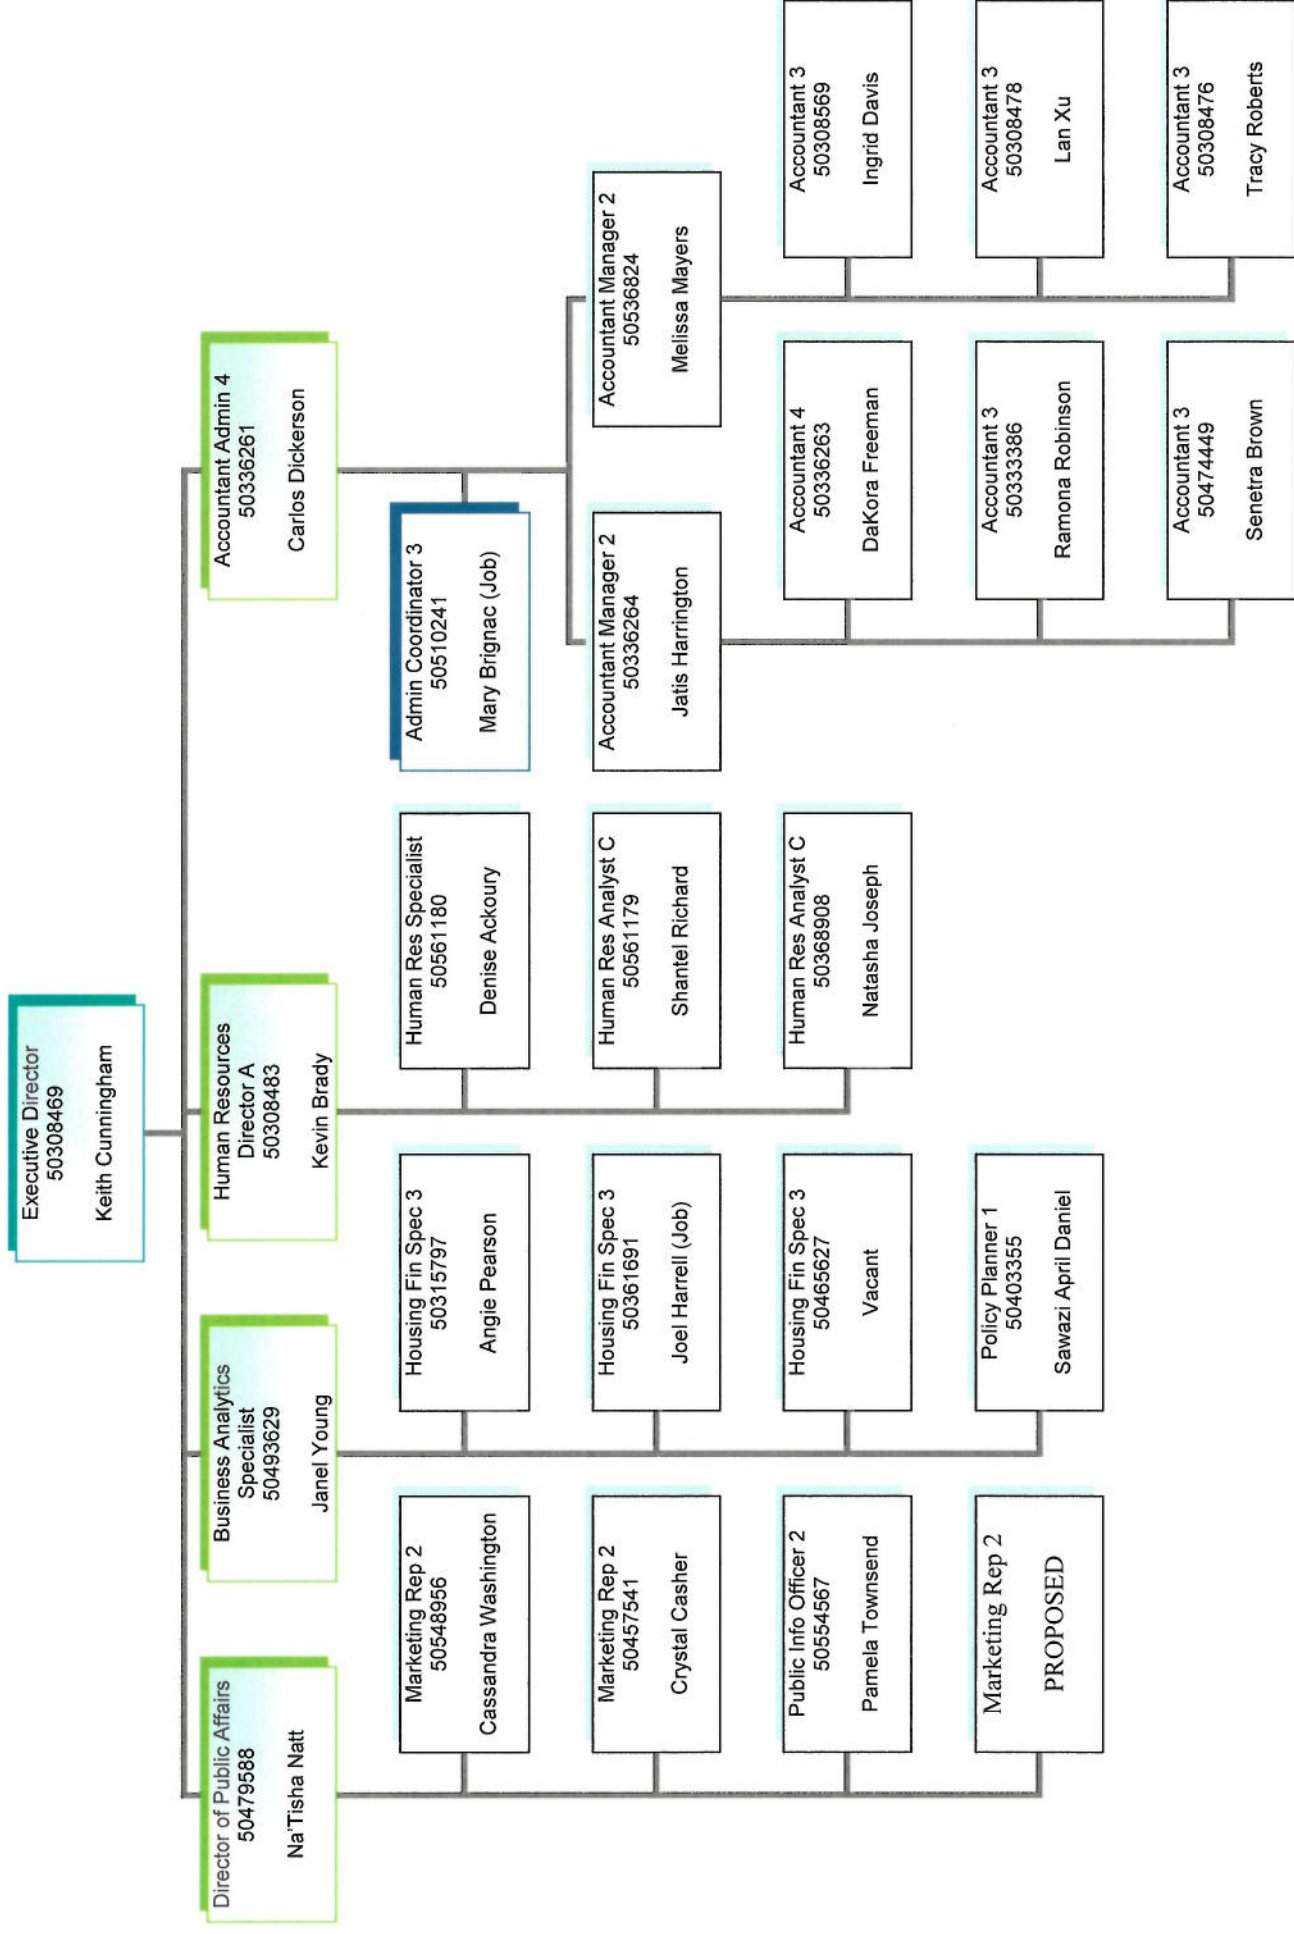 Executive Director
50308469
Keith Cunningham
Director of Public Affairs
50479588
Na'Tisha Natt
Business Analytics
Specialist
50493629
Janel Young
Human Resources
Director A
50308483
Kevin Brady
Accountant Admin 4
50336261
Carlos Dickerson
Marketing Rep 2
50548956
Cassandra Washington
Housing Fin Spec 3
50315797
Angie Pearson
Human Res Specialist
50561180
Denise Ackoury
Admin Coordinator 3
50510241
Mary Brignac (Job)
Marketing Rep 2
50457541
Crystal Casher
Housing Fin Spec 3
50361691
Joel Harrell (Job)
Human Res Analyst C
50561179
Shantel Richard
Accountant Manager 2
50336264
Jatis Harrington
Accountant Manager 2
50536824
Melissa Mayers
Public Info Officer 2
50554567
Pamela Townsend
Housing Fin Spec 3
50465627
Vacant
Human Res Analyst C
50368908
Natasha Joseph
Accountant 4
50336263
DaKora Freeman
Accountant 3
50308569
Ingrid Davis
Marketing Rep 2
PROPOSED
Policy Planner 1
50403355
Sawazi April Daniel
Accountant 3
50333386
Ramona Robinson
Accountant 3
50308478
Lan Xu
Accountant 3
50474449
Senetra Brown
Accountant 3
50308476
Tracy Roberts